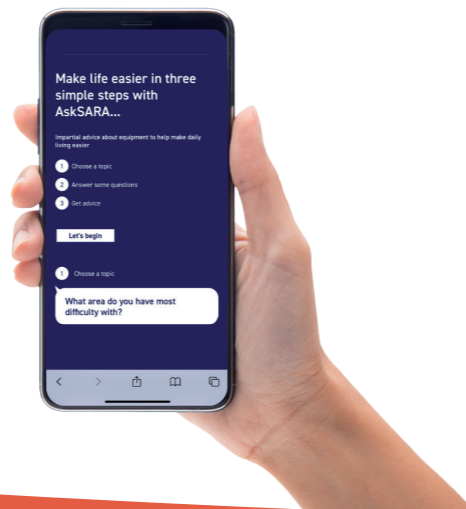 Make life easier in three
simple steps with
AskSARA...
Impartial advice about equipment to help make daily
living easier
1 Choose a topic
2 Answer some questions
3 Get advice
Let's begin
1 Choose a topic
What area do you have most
difficulty with?